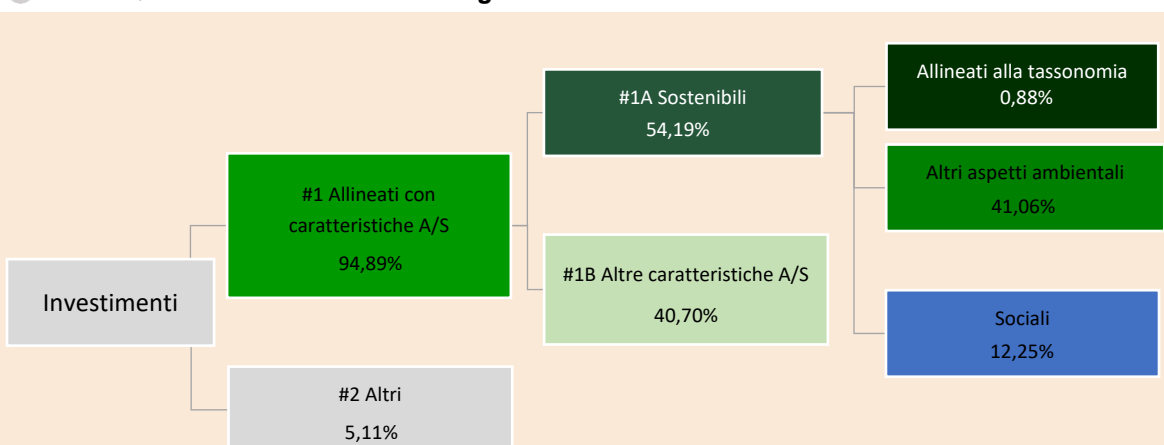 #1A Sostenibili
54,19%
Allineati alla tassonomia
0,88%
#1 Allineati con
caratteristiche A/S
94,89%
Altri aspetti ambientali
41,06%
#1B Altre caratteristiche A/S
40,70%
Investimenti
Sociali
12,25%
#2 Altri
5,11%